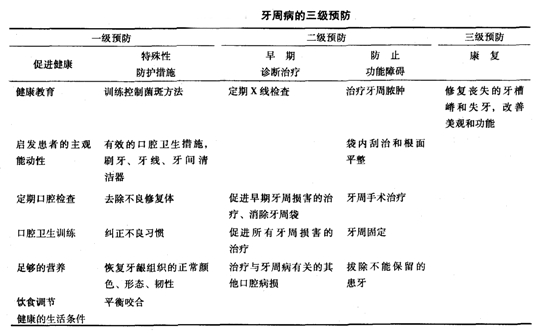 牙周病的三级预防
一级预防 二级预防 三级预防
促进健康 特殊性 防护措施 早期 诊断治疗 防止 功能障碍 康复
健康教育 训练控制菌斑方法 定期X线检查 治疗牙周脓肿 修复丧失的牙槽
嵴和失牙，改善
美观和功能
启发患者的主观 有效的口腔卫生措施， 袋内刮治和根面
能动性 刷牙、牙线、牙间清 平整
洁器
定期口腔检查 去除不良修复体 促进早期牙周损害的治 牙周手术治疗
疗、消除牙周袋
口腔卫生训练 纠正不良习惯 促进所有牙周损害的 牙周固定
治疗
足够的营养 恢复牙龈组织的正常颜 治疗与牙周病有关的其 拔除不能保留的
色、形态、韧性 他口腔病损 患牙
饮食调节 平衡咬合
健康的生活条件